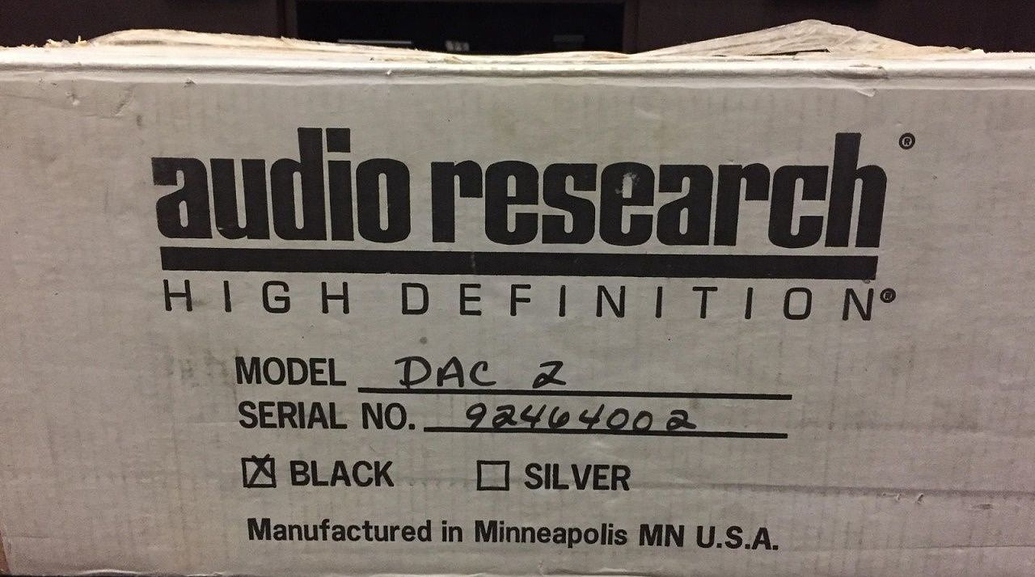 audio research®
HIGH DEFINITION®
MODEL DAC 2
SERIAL NO. 92464002
☒ BLACK ☐ SILVER
Manufactured in Minneapolis MN U.S.A.